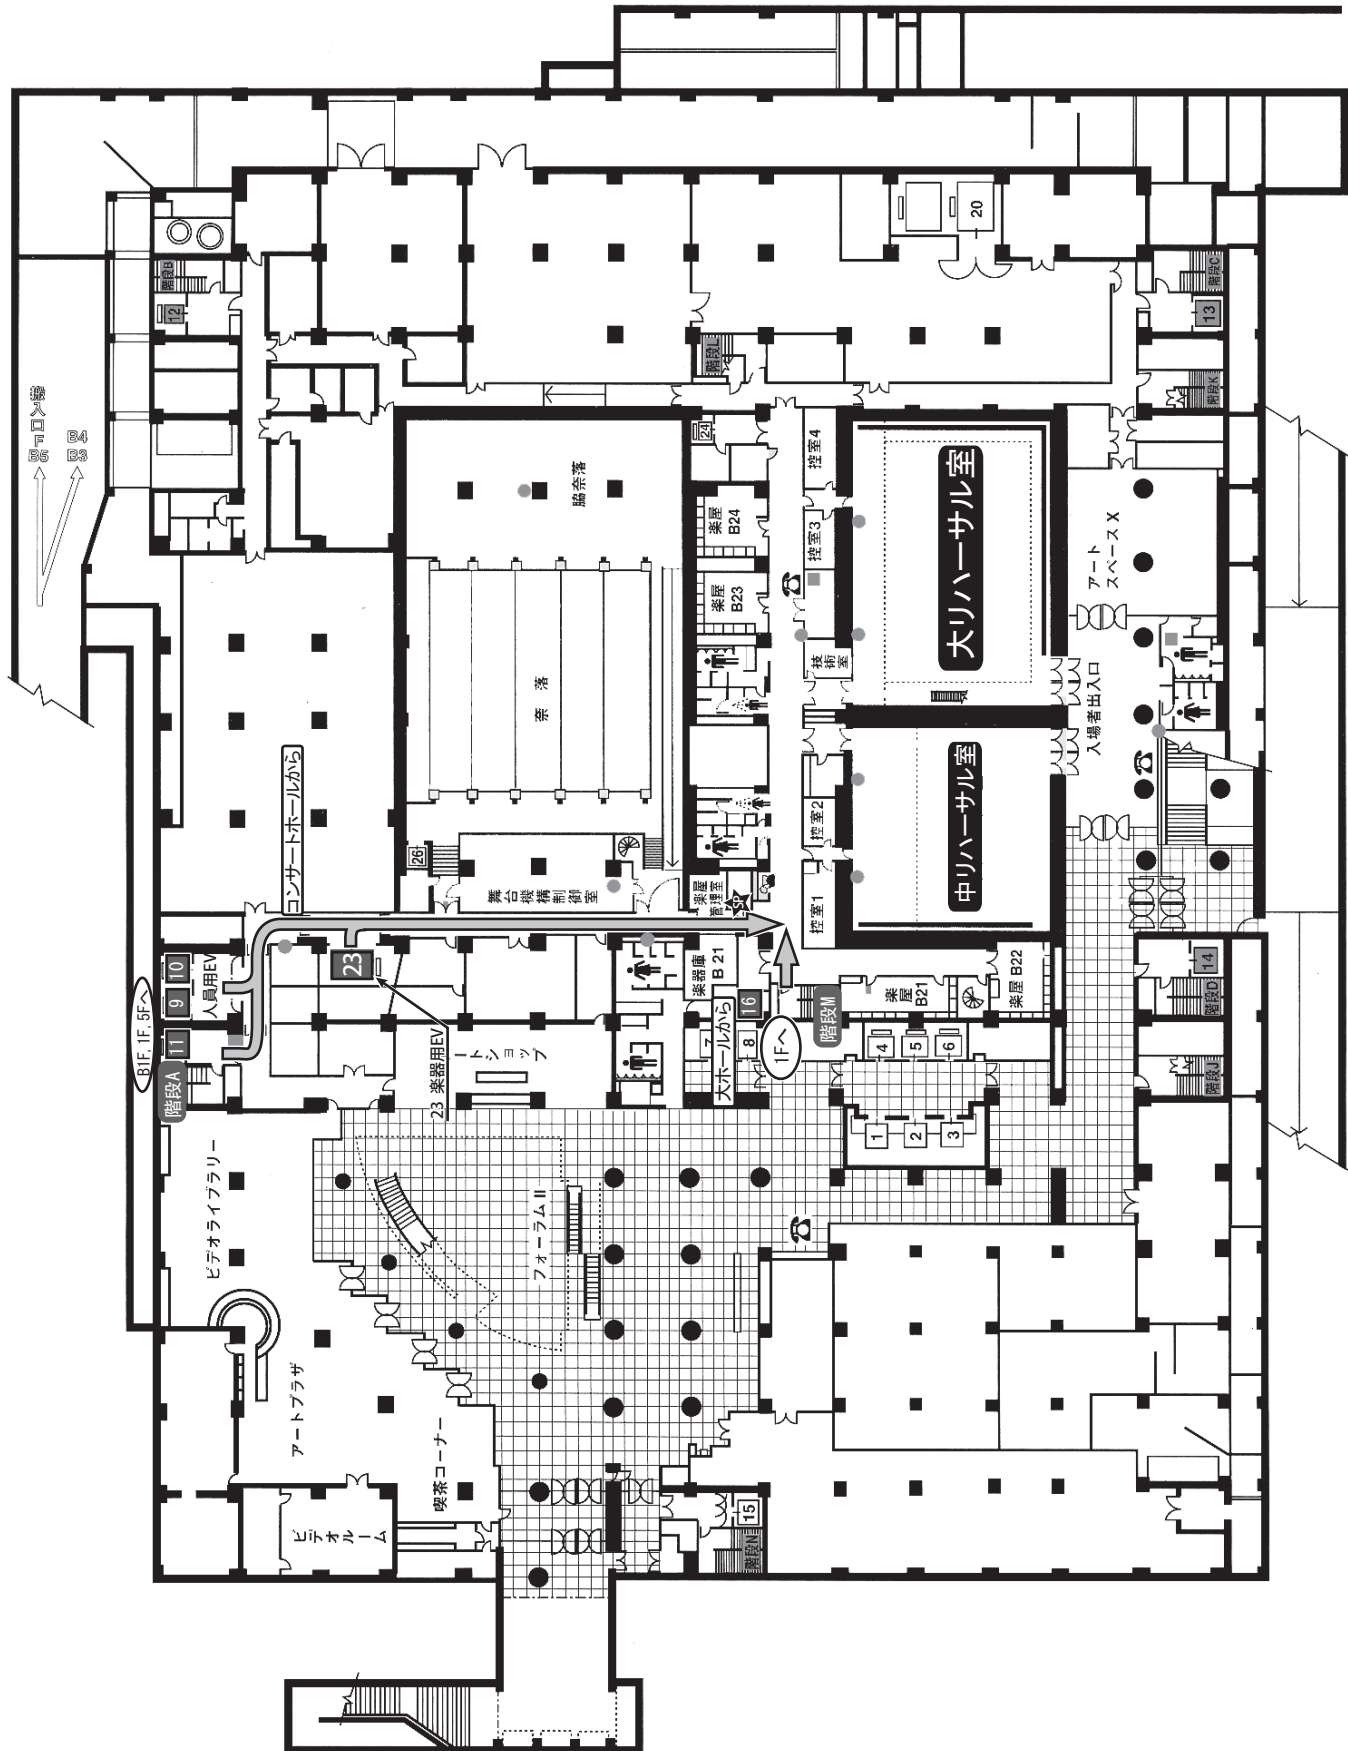 搬入口F
B5
B4
B3
階段B
12
20
階段C
13
階段L
階段K
24
控室4
脇奈落
楽屋
B24
控室3
大リハーサル室
アート
スペースX
楽屋
B23
技術室
奈落
入場者出入口
コンサートホールから
控室2
中リハーサル室
26
舞台機構制御室
楽屋
管理室
SP
控室1
B1F, 1F, 5Fへ
10
9
11
人員用EV
階段A
23
楽器庫
B 21
16
大ホールから
7
8
1Fへ
階段M
楽屋
B21
楽屋 B22
14
階段D
4
5
6
階段J
ートショップ
23 楽器用EV
1
2
3
ビデオライブラリー
フォーラムII
アートプラザ
喫茶コーナー
ビデオルーム
15
階段N